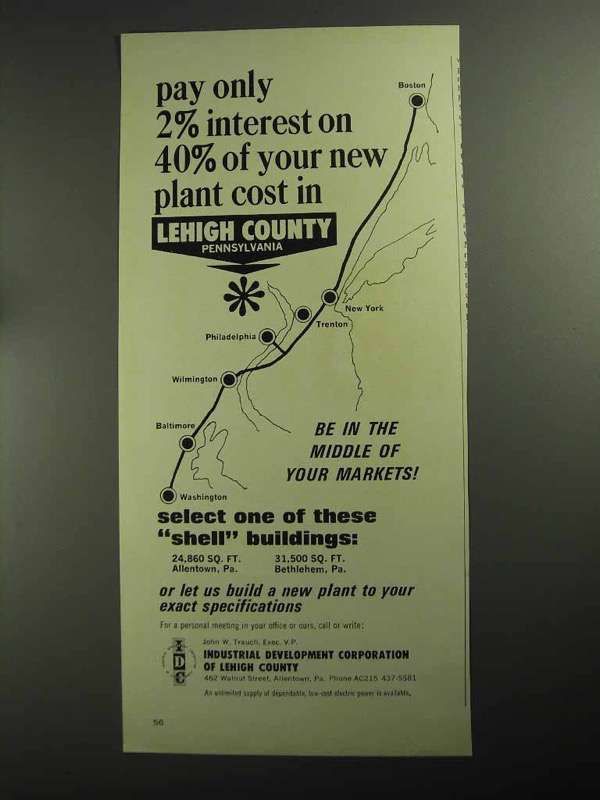 pay only
2% interest on
40% of your new
plant cost in
LEHIGH COUNTY
PENNSYLVANIA
Boston
New York
Trenton
Philadelphia
Wilmington
Baltimore
Washington
BE IN THE
MIDDLE OF
YOUR MARKETS!
select one of these
"shell" buildings:
24,860 SQ. FT. 31,500 SQ. FT.
Allentown, Pa. Bethlehem, Pa.
or let us build a new plant to your
exact specifications
For a personal meeting in your office or ours, call or write:
John W. Trauch, Exec. V.P.
IDC
INDUSTRIAL DEVELOPMENT CORPORATION
OF LEHIGH COUNTY
462 Walnut Street, Allentown, Pa. Phone AC215 437-5581
An unlimited supply of dependable, low-cost electric power is available.
56